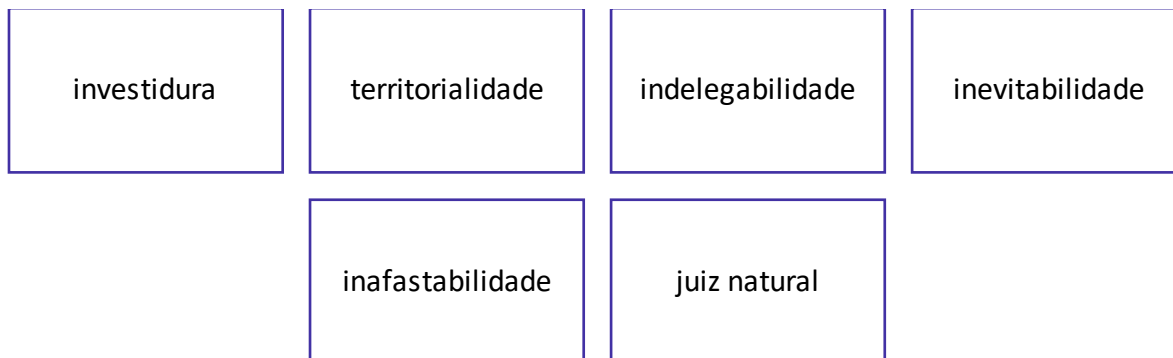 investidura
territorialidade
indelegabilidade
inevitabilidade
inafastabilidade
juiz natural